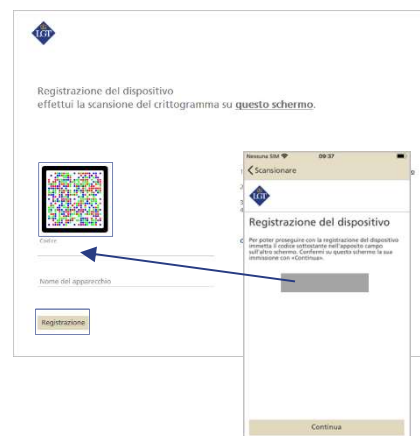 LGT
Registrazione del dispositivo
effettui la scansione del crittogramma su questo schermo.
Codice
Nome del apparecchio
Registrazione
Nessuna SIM 09:37
Scansionare
LGT
Registrazione del dispositivo
Per poter proseguire con la registrazione del dispositivo
immetta il codice sottostante nell'apposito campo
sull'altro schermo. Confermi su questo schermo la sua
immissione con «Continua».
Continua